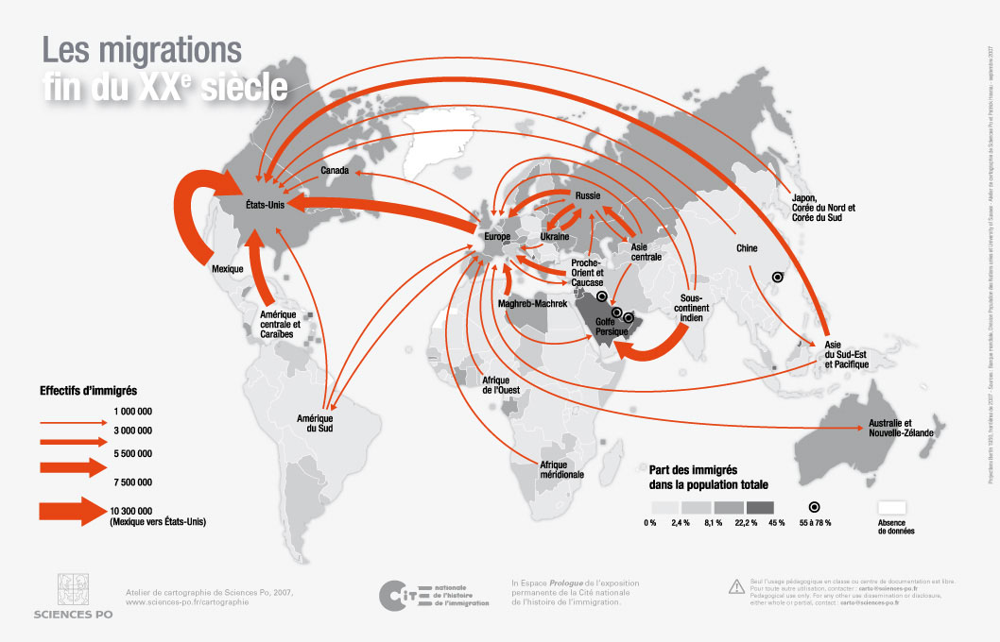 Les migrations
fin du XXe siècle
Canada
États-Unis
Mexique
Amérique
centrale et
Caraïbes
Amérique
du Sud
Europe
Russie
Ukraine
Asie
centrale
Proche-
Orient et
Caucase
Maghreb-Machrek
Golfe
Persique
Sous-
continent
indien
Chine
Japon,
Corée du Nord et
Corée du Sud
Asie
du Sud-Est
et Pacifique
Afrique
de l'Ouest
Afrique
méridionale
Australie et
Nouvelle-Zélande
Effectifs d'immigrés
1 000 000
3 000 000
5 500 000
7 500 000
10 300 000
(Mexique vers États-Unis)
Part des immigrés
dans la population totale
0 % 2,4 % 8,1 % 22,2 % 45 % 55 à 78 %
Absence
de données
SCIENCES PO
Atelier de cartographie de Sciences Po, 2007,
www.sciences-po.fr/cartographie
CiTE nationale
de l'histoire
de l'immigration
In Espace Prologue de l'exposition
permanente de la Cité nationale
de l'histoire de l'immigration.
Seul l'usage pédagogique en classe ou centre de documentation est libre.
Pour toute autre utilisation, contacter : carto@sciences-po.fr
Pedagogical use only. For any other use dissemination or disclosure,
either whole or partial, contact : carto@sciences-po.fr